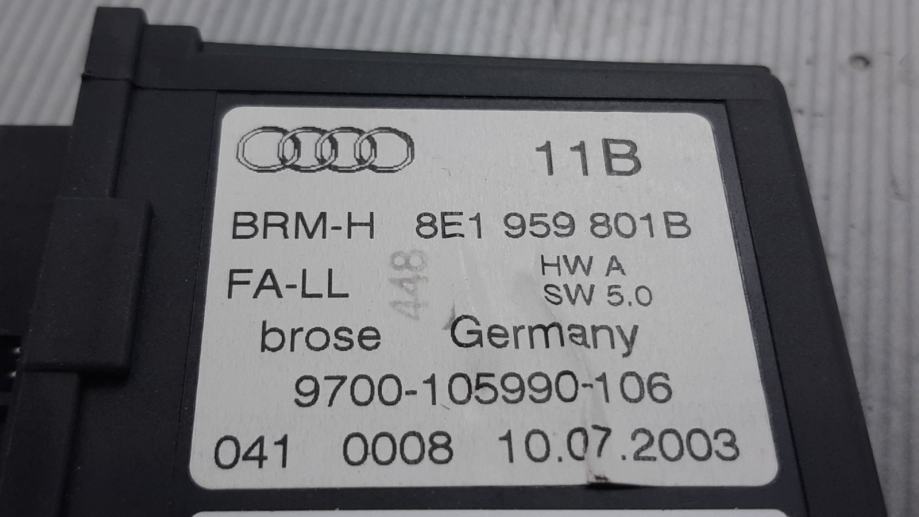 11B
BRM-H 8E1 959 801B
FA-LL 448 HW A
SW 5.0
brose Germany
9700-105990-106
041 0008 10.07.2003